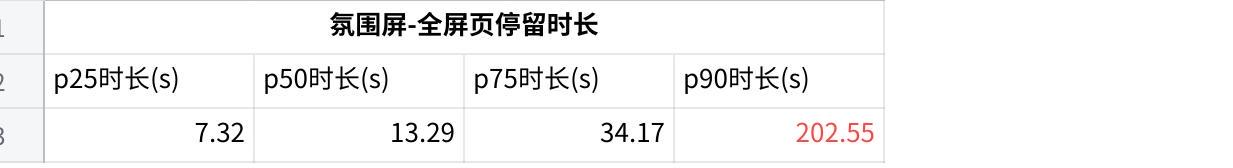 1 氛围屏-全屏页停留时长
2 p25时长(s) p50时长(s) p75时长(s) p90时长(s)
3 7.32 13.29 34.17 202.55